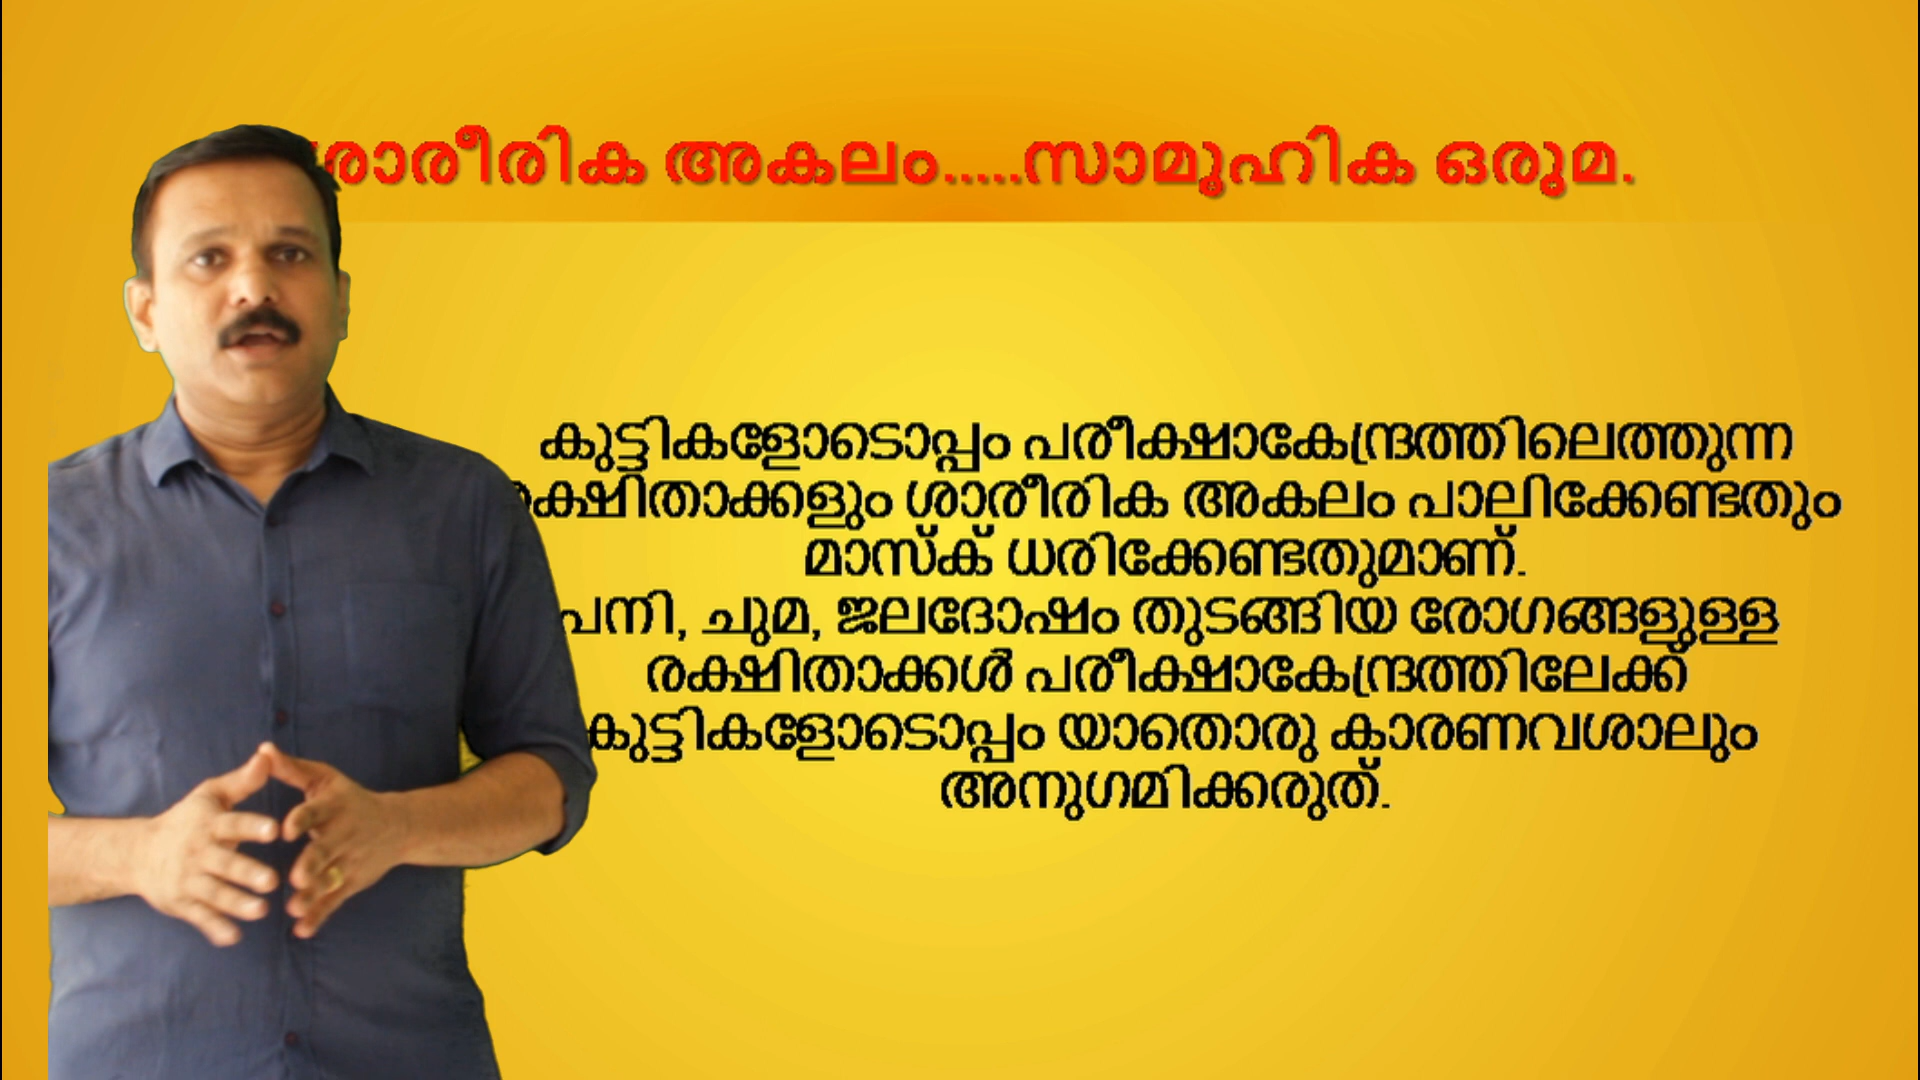 ശാരീരിക അകലം.....സാമൂഹിക ഒരുമ.
കുട്ടികളോടൊപ്പം പരീക്ഷാകേന്ദ്രത്തിലെത്തുന്ന
രക്ഷിതാക്കളും ശാരീരിക അകലം പാലിക്കേണ്ടതും
മാസ്ക് ധരിക്കേണ്ടതുമാണ്.
പനി, ചുമ, ജലദോഷം തുടങ്ങിയ രോഗങ്ങളുള്ള
രക്ഷിതാക്കൾ പരീക്ഷാകേന്ദ്രത്തിലേക്ക്
കുട്ടികളോടൊപ്പം യാതൊരു കാരണവശാലും
അനുഗമിക്കരുത്.